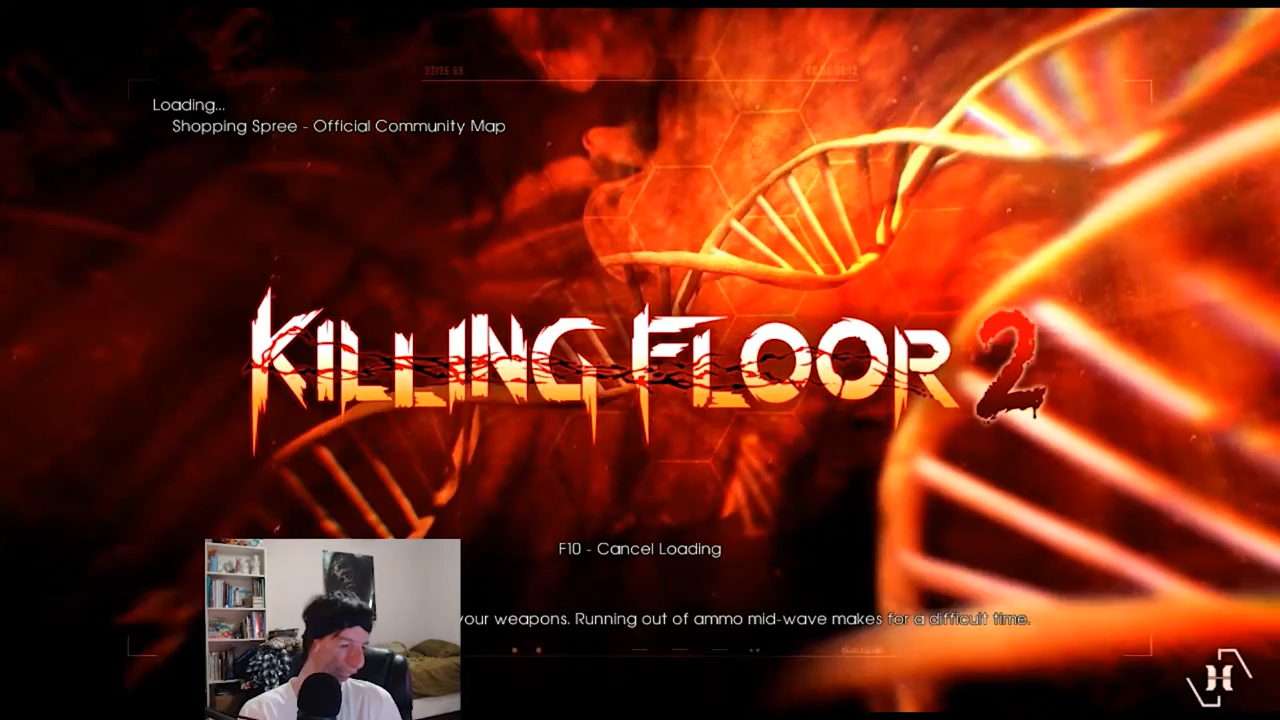 Loading...
Shopping Spree - Official Community Map
KILLING FLOOR 2
F10 - Cancel Loading
your weapons. Running out of ammo mid-wave makes for a difficult time.